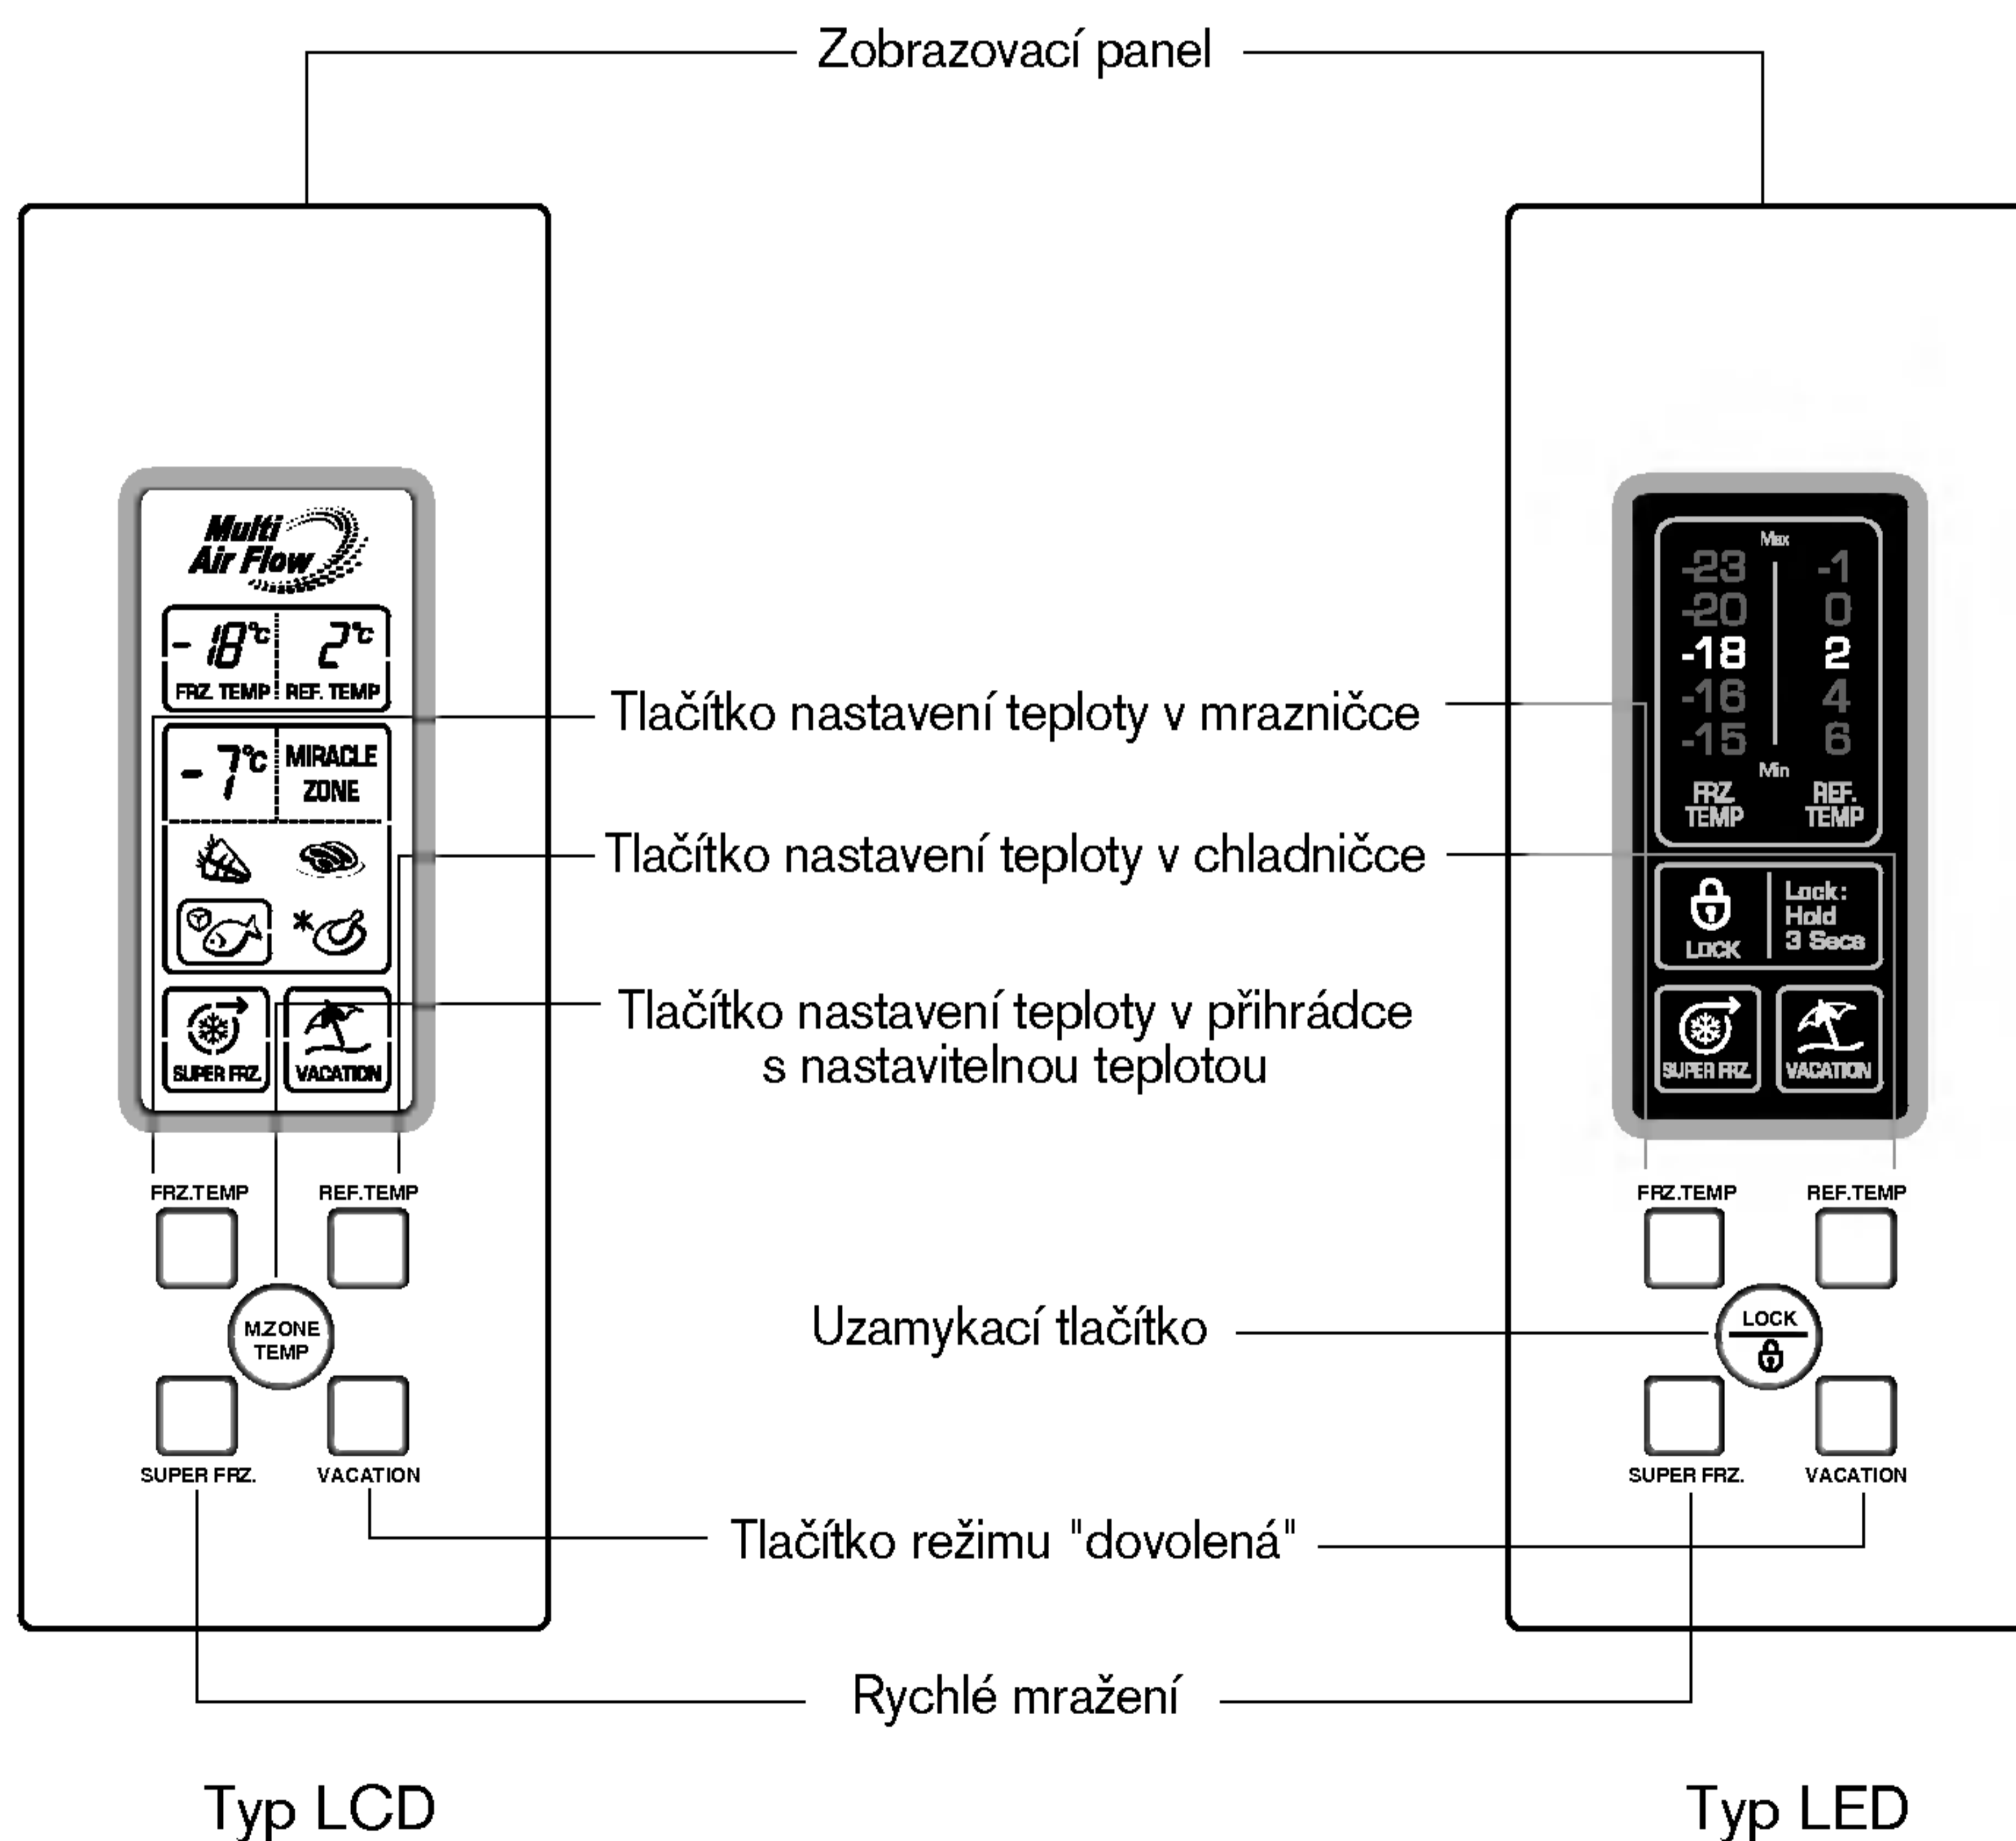 Zobrazovací panel
Multi
Air Flow
-18°C 2°C
FRZ. TEMP REF. TEMP
-7°C MIRACLE
ZONE
SUPER FRZ. VACATION
FRZ.TEMP REF.TEMP
M.ZONE
TEMP
SUPER FRZ. VACATION
Tlačítko nastavení teploty v mrazničce
Tlačítko nastavení teploty v chladničce
Tlačítko nastavení teploty v přihrádce
s nastavitelnou teplotou
Uzamykací tlačítko
Tlačítko režimu "dovolená"
Rychlé mražení
Max
-23 -1
-20 0
-18 2
-16 4
-15 6
Min
FRZ. REF.
TEMP TEMP
LOCK
Lock:
Hold
3 Secs
SUPER FRZ. VACATION
FRZ.TEMP REF.TEMP
LOCK
SUPER FRZ. VACATION
Typ LCD
Typ LED